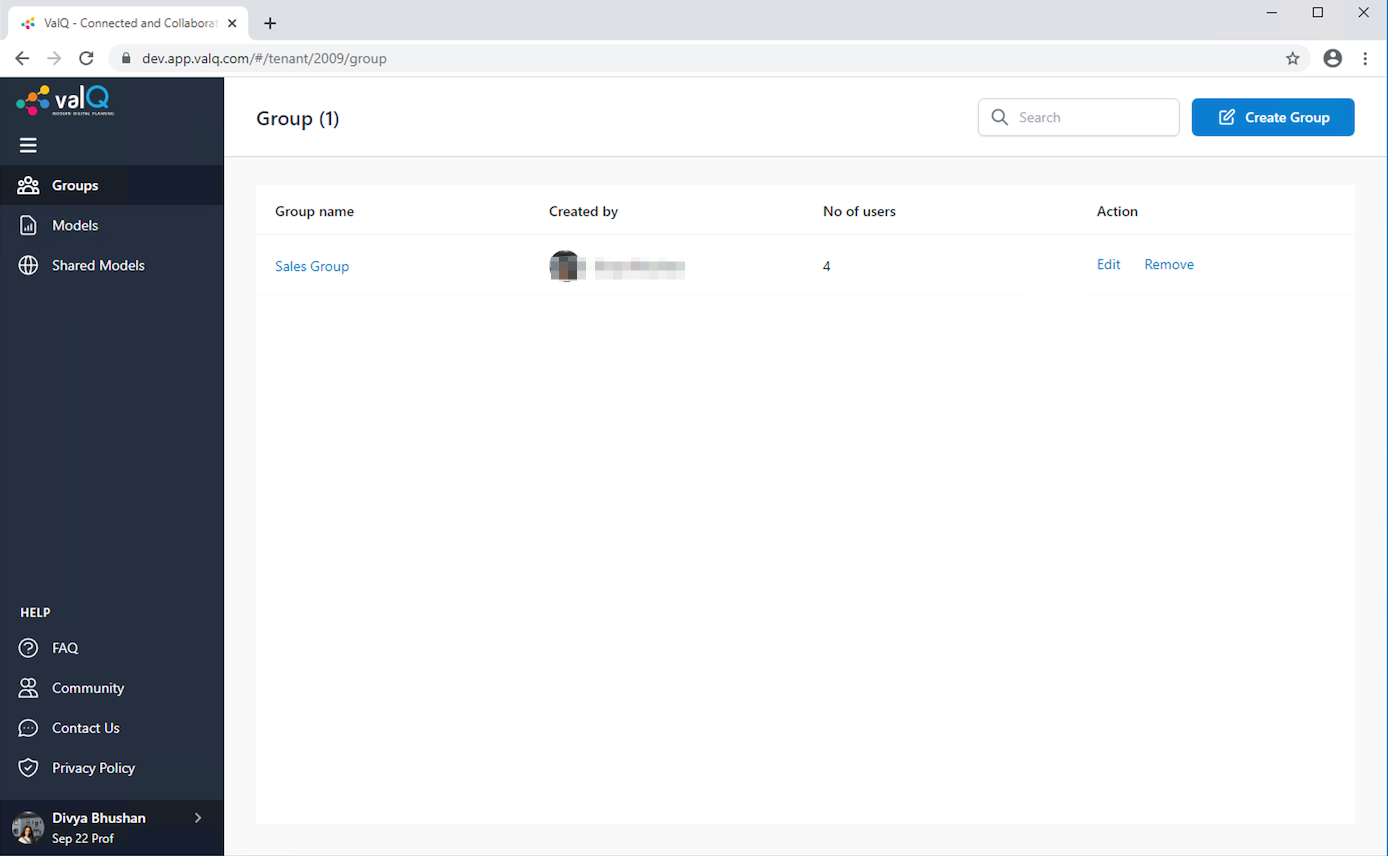 ValQ - Connected and Collaborat
dev.app.valq.com/#/tenant/2009/group
valQ
MODERN DIGITAL PLANNING
Groups
Models
Shared Models
HELP
FAQ
Community
Contact Us
Privacy Policy
Divya Bhushan
Sep 22 Prof
Group (1)
Search
Create Group
Group name Created by No of users Action
Sales Group 4 Edit Remove